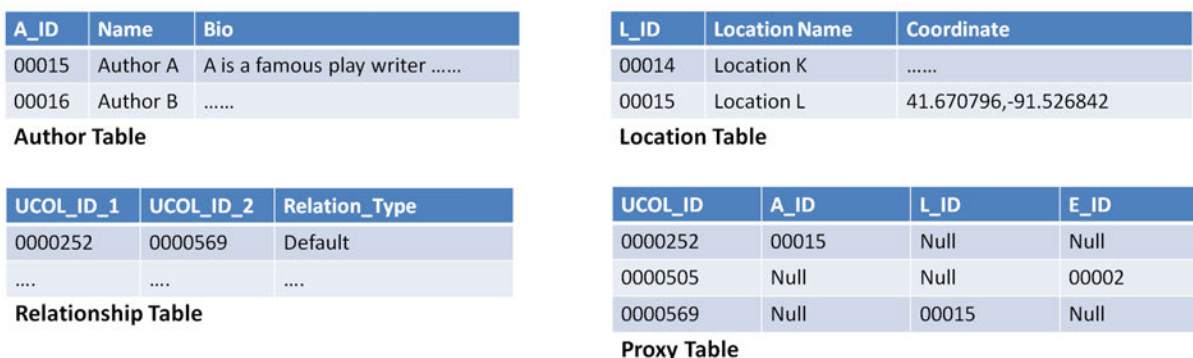 A_ID Name Bio
00015 Author A A is a famous play writer ......
00016 Author B ......
Author Table
L_ID Location Name Coordinate
00014 Location K ......
00015 Location L 41.670796,-91.526842
Location Table
UCOL_ID_1 UCOL_ID_2 Relation_Type
0000252 0000569 Default
.... .... ....
Relationship Table
UCOL_ID A_ID L_ID E_ID
0000252 00015 Null Null
0000505 Null Null 00002
0000569 Null 00015 Null
Proxy Table